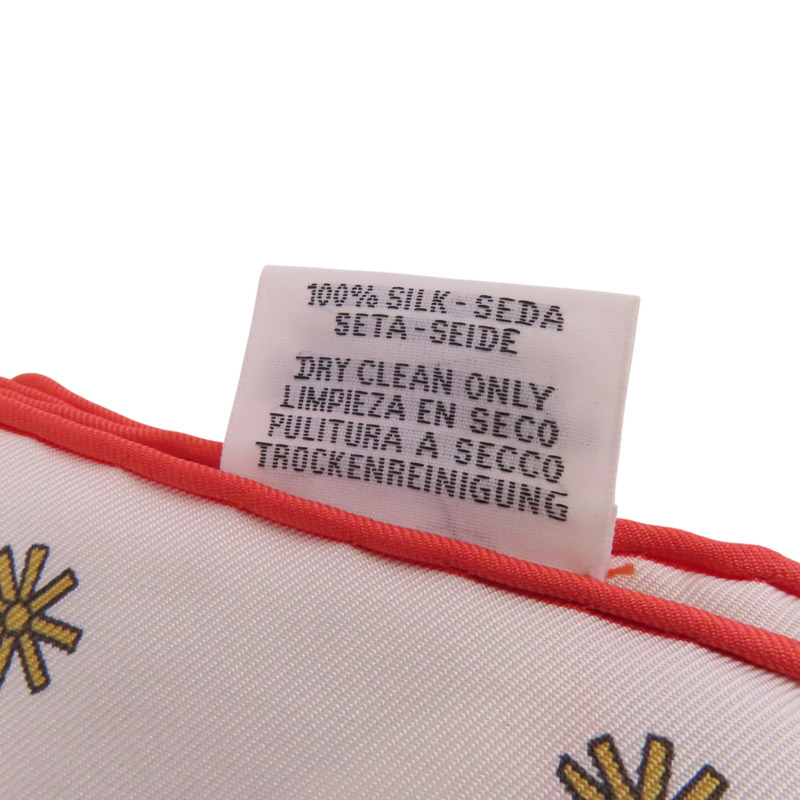 100% SILK - SEDA
SETA - SEIDE
DRY CLEAN ONLY
LIMPIEZA EN SECO
PULITURA A SECCO
TROCKENREINIGUNG